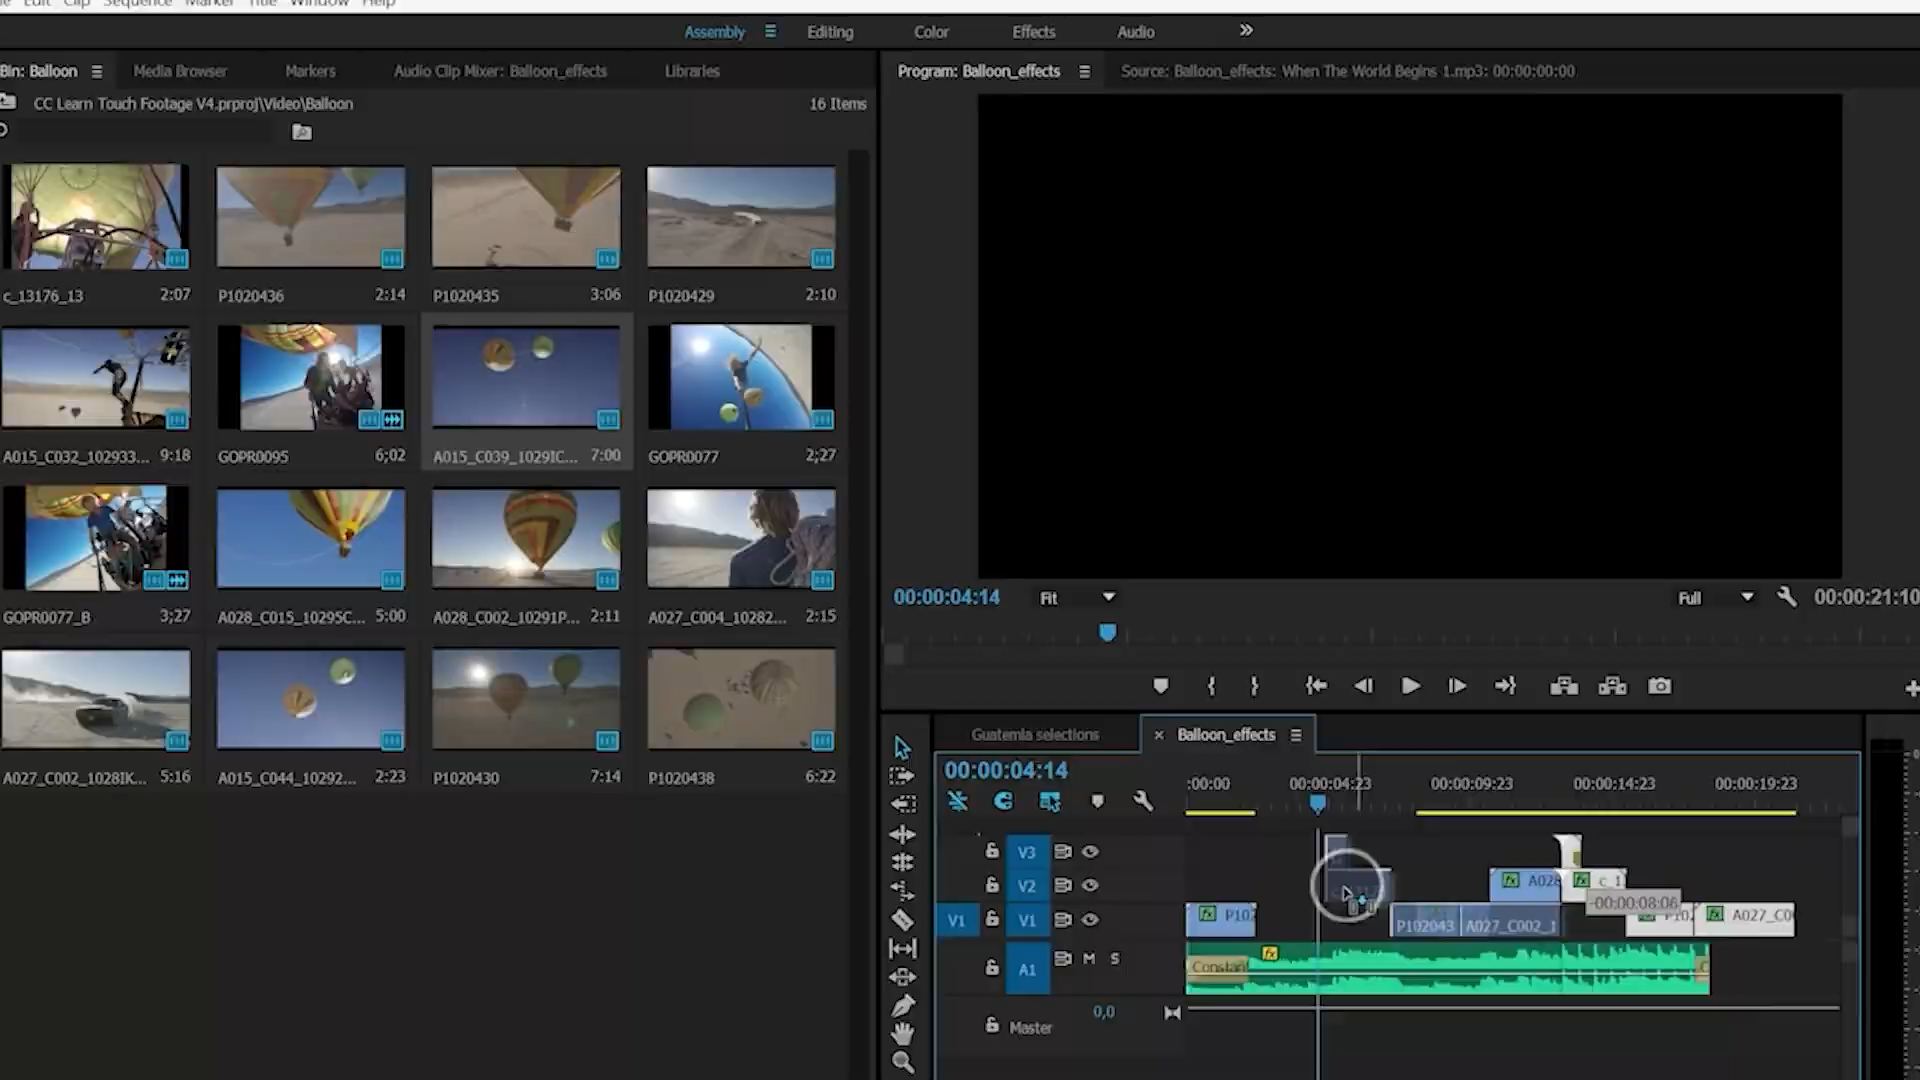 Edit Clip Sequence Marker Title Window Help
Assembly Editing Color Effects Audio
Bin: Balloon Media Browser Markers Audio Clip Mixer: Balloon_effects Libraries
CC Learn Touch Footage V4.prproj\Video\Balloon 16 Items
c_13176_13 2:07 P1020436 2:14 P1020435 3:06 P1020429 2:10
A015_C032_102933... 9:18 GOPR0095 6;02 A015_C039_1029IC... 7:00 GOPR0077 2;27
GOPR0077_B 3;27 A028_C015_10295C... 5:00 A028_C002_10291P... 2:11 A027_C004_10282... 2:15
A027_C002_1028IK... 5:16 A015_C044_10292... 2:23 P1020430 7:14 P1020438 6:22
Program: Balloon_effects Source: Balloon_effects: When The World Begins 1.mp3: 00:00:00:00
00:00:04:14 Fit Full 00:00:21:10
Guatemla selections Balloon_effects
00:00:04:14
:00:00 00:00:04:23 00:00:09:23 00:00:14:23 00:00:19:23
V3
V2 A028 c_1
-00:00:08:06
V1 V1 P102 P102043 A027_C002_1 A027_C0
A1 M S Constan
0,0
Master